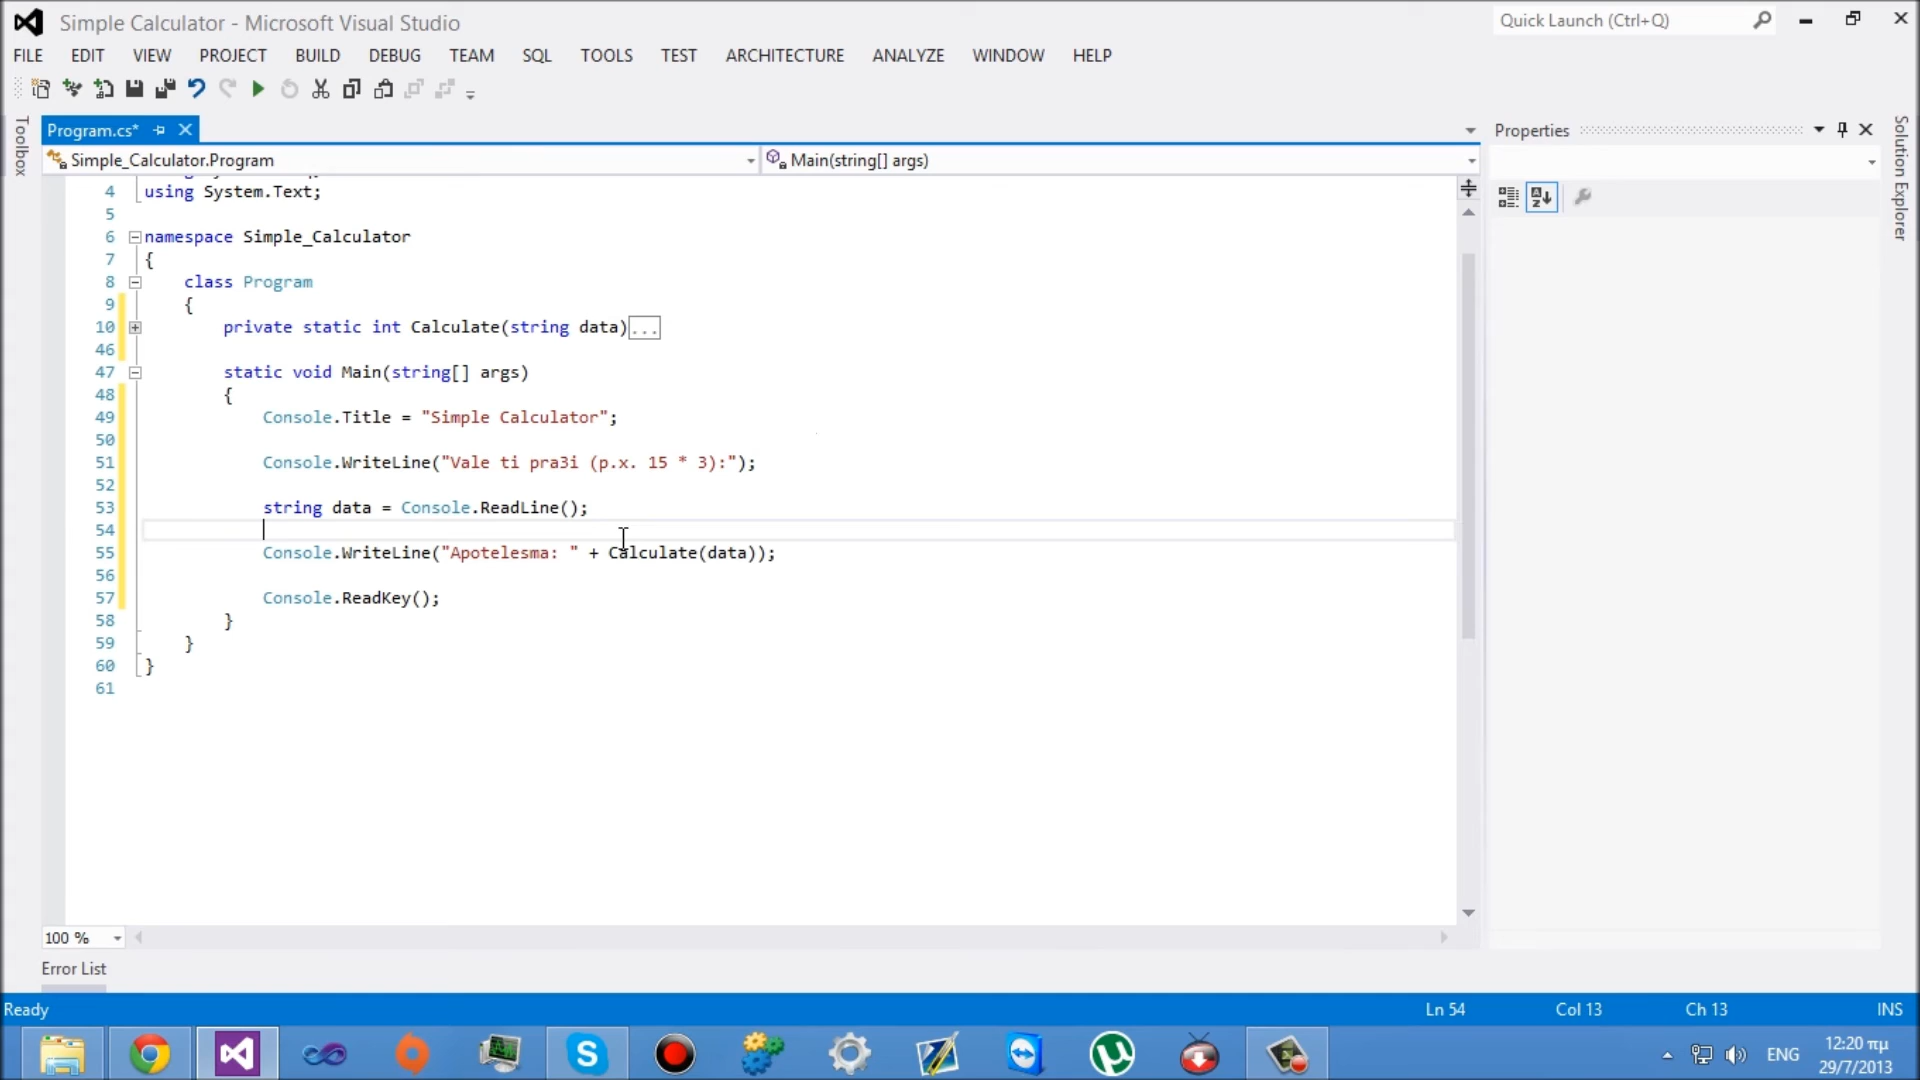 Simple Calculator - Microsoft Visual Studio
Quick Launch (Ctrl+Q)
FILE EDIT VIEW PROJECT BUILD DEBUG TEAM SQL TOOLS TEST ARCHITECTURE ANALYZE WINDOW HELP
Toolbox
Program.cs*
Properties
Solution Explorer
Simple_Calculator.Program
Main(string[] args)
4 using System.Text;
5
6 namespace Simple_Calculator
7 {
8 class Program
9 {
10 private static int Calculate(string data)...
46
47 static void Main(string[] args)
48 {
49 Console.Title = "Simple Calculator";
50
51 Console.WriteLine("Vale ti pra3i (p.x. 15 * 3):");
52
53 string data = Console.ReadLine();
54
55 Console.WriteLine("Apotelesma: " + Calculate(data));
56
57 Console.ReadKey();
58 }
59 }
60 }
61
100 %
Error List
Ready
Ln 54 Col 13 Ch 13 INS
ENG
12:20 πμ
29/7/2013